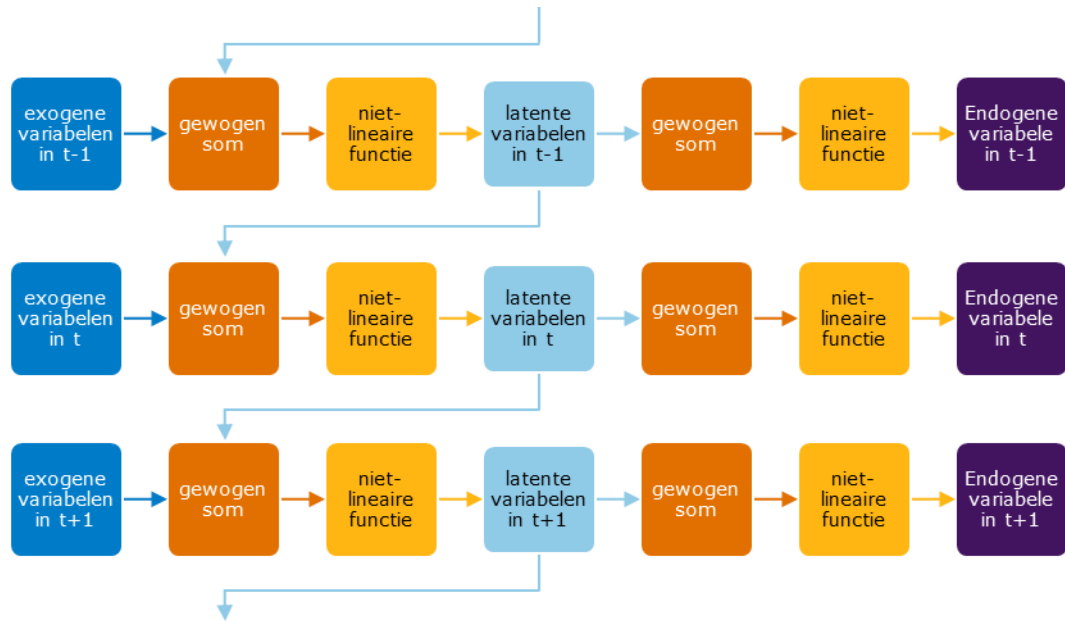 exogene
variabelen
in t-1
gewogen
som
niet-
lineaire
functie
latente
variabelen
in t-1
gewogen
som
niet-
lineaire
functie
Endogene
variabele
in t-1
exogene
variabelen
in t
gewogen
som
niet-
lineaire
functie
latente
variabelen
in t
gewogen
som
niet-
lineaire
functie
Endogene
variabele
in t
exogene
variabelen
in t+1
gewogen
som
niet-
lineaire
functie
latente
variabelen
in t+1
gewogen
som
niet-
lineaire
functie
Endogene
variabele
in t+1